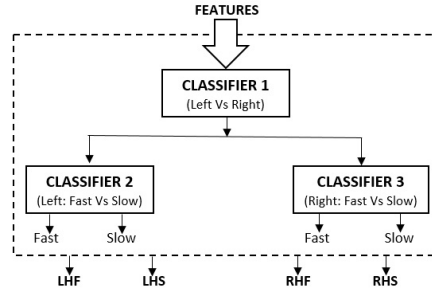 FEATURES
CLASSIFIER 1
(Left Vs Right)
CLASSIFIER 2
(Left: Fast Vs Slow)
CLASSIFIER 3
(Right: Fast Vs Slow)
Fast
Slow
Fast
Slow
LHF
LHS
RHF
RHS